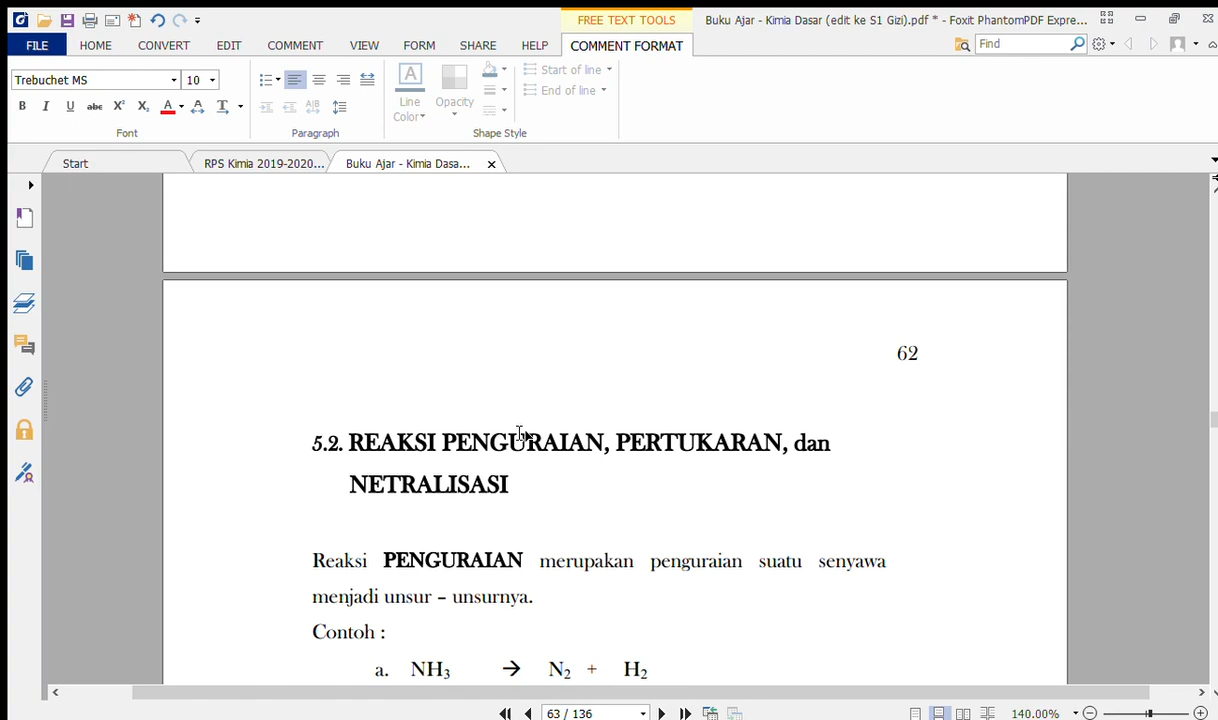 FREE TEXT TOOLS
Buku Ajar - Kimia Dasar (edit ke S1 Gizi).pdf * - Foxit PhantomPDF Expre...
FILE HOME CONVERT EDIT COMMENT VIEW FORM SHARE HELP COMMENT FORMAT
Find
Trebuchet MS 10
Start of line
End of line
Line Color
Opacity
B I U abc X² X₂ A A T
Font Paragraph Shape Style
Start RPS Kimia 2019-2020... Buku Ajar - Kimia Dasa...
62
5.2. REAKSI PENGURAIAN, PERTUKARAN, dan
NETRALISASI
Reaksi PENGURAIAN merupakan penguraian suatu senyawa
menjadi unsur – unsurnya.
Contoh :
a. NH₃ → N₂ + H₂
63 / 136
140.00%